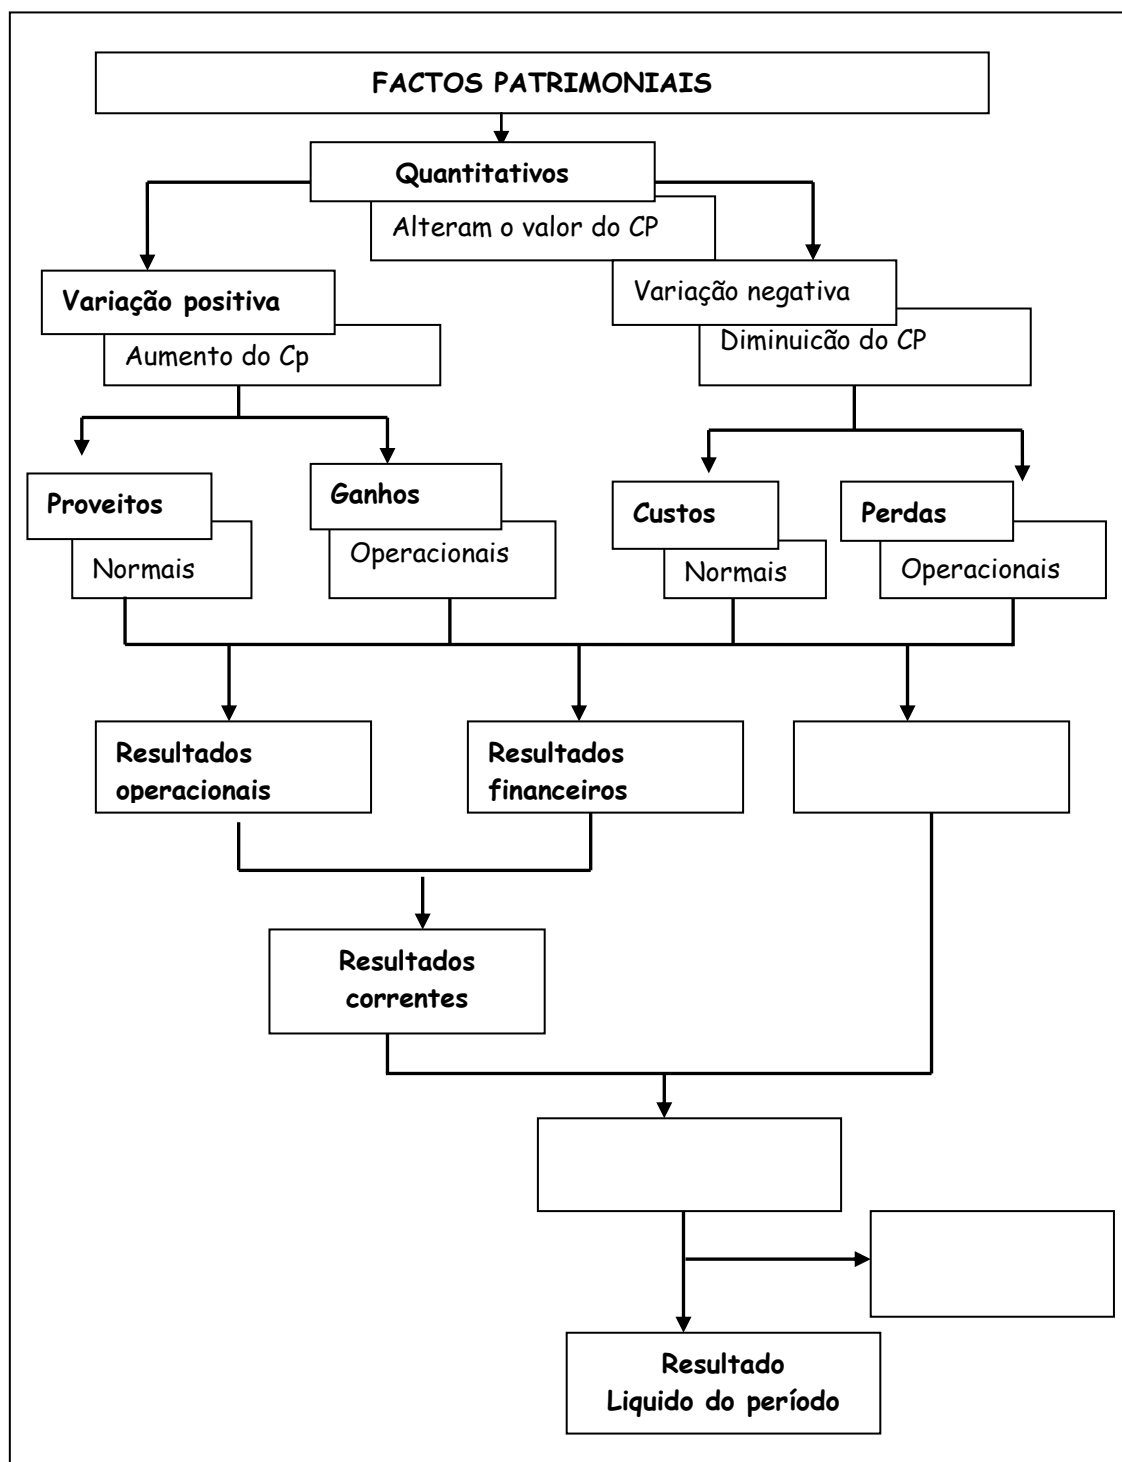 FACTOS PATRIMONIAIS
Quantitativos
Alteram o valor do CP
Variação positiva
Aumento do Cp
Variação negativa
Diminuicão do CP
Proveitos
Normais
Ganhos
Operacionais
Custos
Normais
Perdas
Operacionais
Resultados
operacionais
Resultados
financeiros
Resultados
correntes
Resultado
Liquido do período